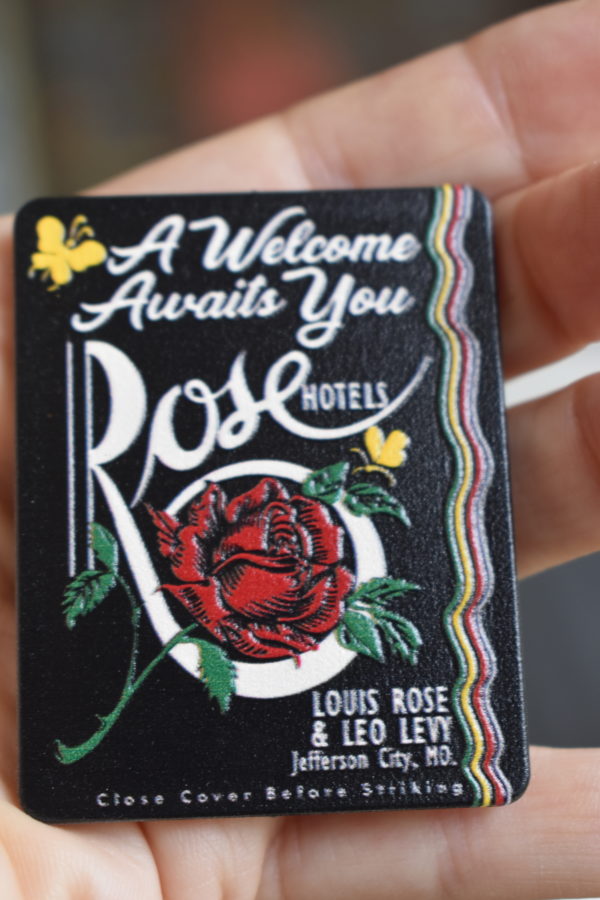 A Welcome
Awaits You
Rose
HOTELS
LOUIS ROSE
& LEO LEVY
Jefferson City, MO.
Close Cover Before Striking